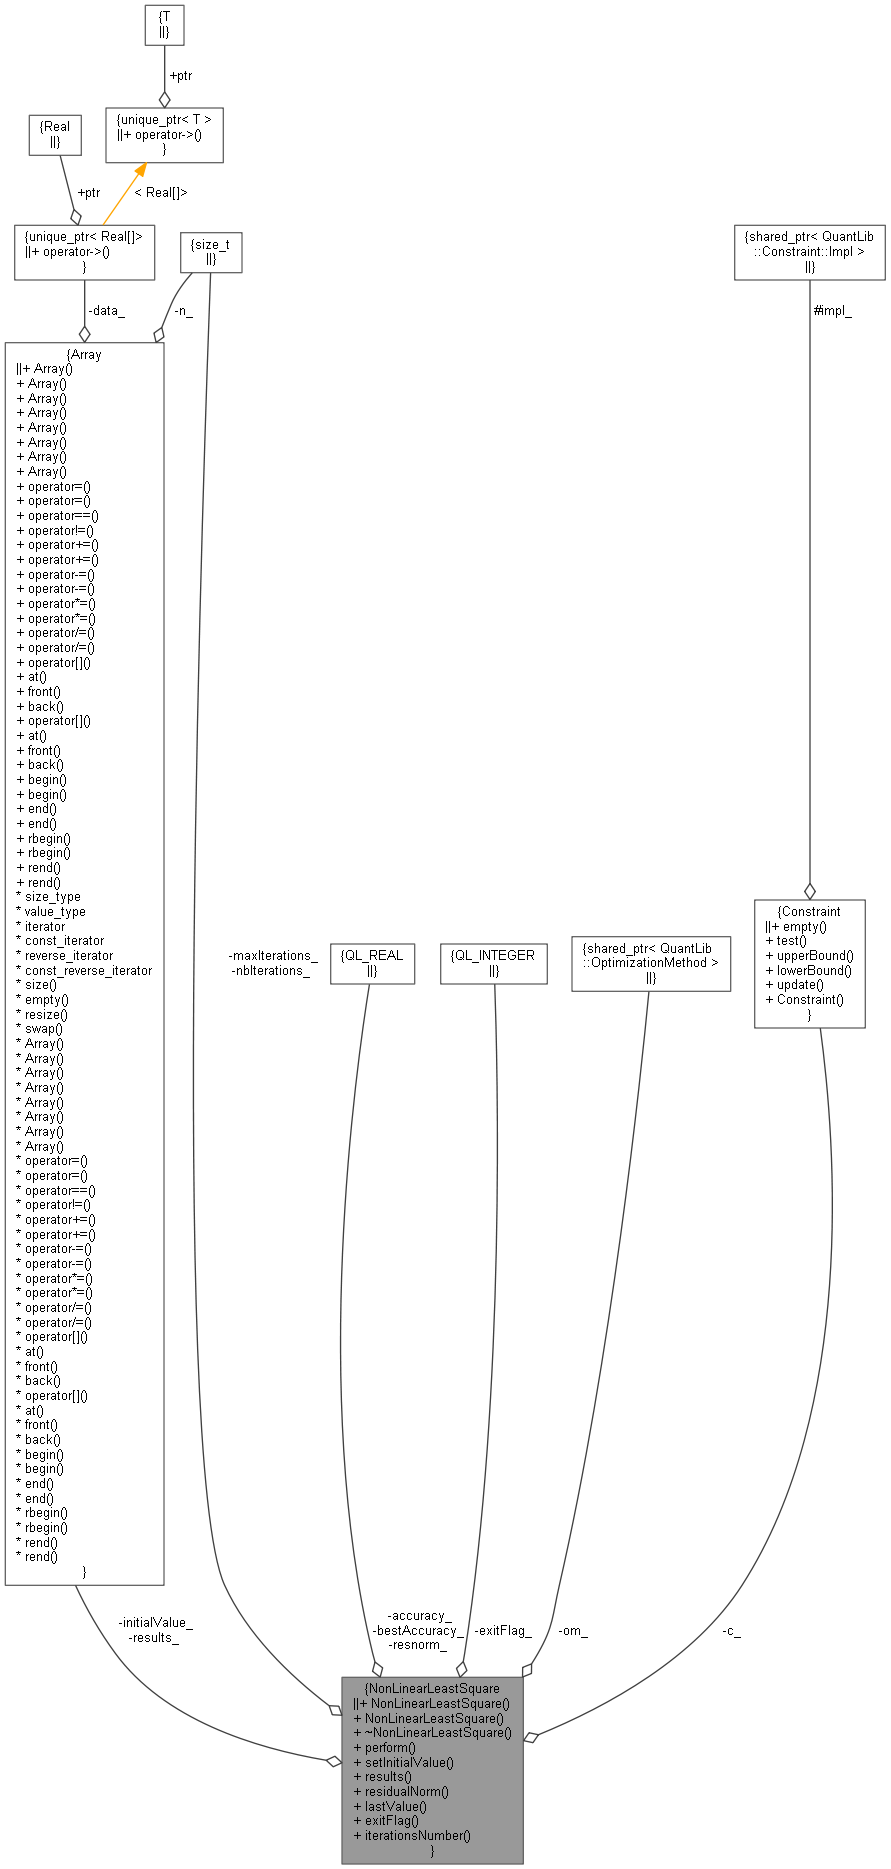 {T
||}
+ptr
{unique_ptr< T >
||+ operator->()
}
{Real
||}
+ptr
< Real[]>
{unique_ptr< Real[]>
||+ operator->()
}
{size_t
||}
{shared_ptr< QuantLib
::Constraint::Impl >
||}
-data_
-n_
#impl_
{Array
||+ Array()
+ Array()
+ Array()
+ Array()
+ Array()
+ Array()
+ Array()
+ Array()
+ operator=()
+ operator=()
+ operator==()
+ operator!=()
+ operator+=()
+ operator+=()
+ operator-=()
+ operator-=()
+ operator*=()
+ operator*=()
+ operator/=()
+ operator/=()
+ operator[]()
+ at()
+ front()
+ back()
+ operator[]()
+ at()
+ front()
+ back()
+ begin()
+ begin()
+ end()
+ end()
+ rbegin()
+ rbegin()
+ rend()
+ rend()
* size_type
* value_type
* iterator
* const_iterator
* reverse_iterator
* const_reverse_iterator
* size()
* empty()
* resize()
* swap()
* Array()
* Array()
* Array()
* Array()
* Array()
* Array()
* Array()
* Array()
* operator=()
* operator=()
* operator==()
* operator!=()
* operator+=()
* operator+=()
* operator-=()
* operator-=()
* operator*=()
* operator*=()
* operator/=()
* operator/=()
* operator[]()
* at()
* front()
* back()
* operator[]()
* at()
* front()
* back()
* begin()
* begin()
* end()
* end()
* rbegin()
* rbegin()
* rend()
* rend()
}
-maxIterations_
-nbIterations_
{QL_REAL
||}
{QL_INTEGER
||}
{shared_ptr< QuantLib
::OptimizationMethod >
||}
{Constraint
||+ empty()
+ test()
+ upperBound()
+ lowerBound()
+ update()
+ Constraint()
}
-initialValue_
-results_
-accuracy_
-bestAccuracy_
-resnorm_
-exitFlag_
-om_
-c_
{NonLinearLeastSquare
||+ NonLinearLeastSquare()
+ NonLinearLeastSquare()
+ ~NonLinearLeastSquare()
+ perform()
+ setInitialValue()
+ results()
+ residualNorm()
+ lastValue()
+ exitFlag()
+ iterationsNumber()
}